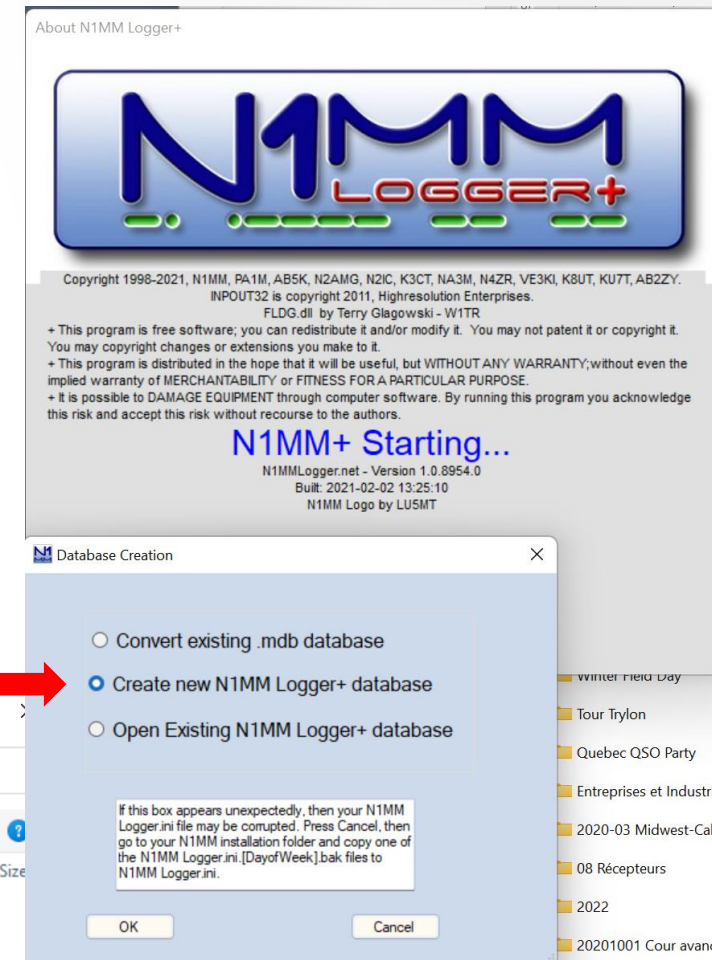 About N1MM Logger+
N1MM
LOGGER+
Copyright 1998-2021, N1MM, PA1M, AB5K, N2AMG, N2IC, K3CT, NA3M, N4ZR, VE3KI, K8UT, KU7T, AB2ZY.
INPOUT32 is copyright 2011, Highresolution Enterprises.
FLDG.dll by Terry Glagowski - W1TR
+ This program is free software; you can redistribute it and/or modify it. You may not patent it or copyright it.
You may copyright changes or extensions you make to it.
+ This program is distributed in the hope that it will be useful, but WITHOUT ANY WARRANTY;without even the
implied warranty of MERCHANTABILITY or FITNESS FOR A PARTICULAR PURPOSE.
+ It is possible to DAMAGE EQUIPMENT through computer software. By running this program you acknowledge
this risk and accept this risk without recourse to the authors.
N1MM+ Starting...
N1MMLogger.net - Version 1.0.8954.0
Built: 2021-02-02 13:25:10
N1MM Logo by LU5MT
Database Creation
Convert existing .mdb database
Create new N1MM Logger+ database
Open Existing N1MM Logger+ database
If this box appears unexpectedly, then your N1MM
Logger.ini file may be corrupted. Press Cancel, then
go to your N1MM installation folder and copy one of
the N1MM Logger.ini.[DayofWeek].bak files to
N1MM Logger.ini.
OK
Cancel
Size
Winter Field Day
Tour Trylon
Quebec QSO Party
Entreprises et Industr
2020-03 Midwest-Cal
08 Récepteurs
2022
20201001 Cour avanc